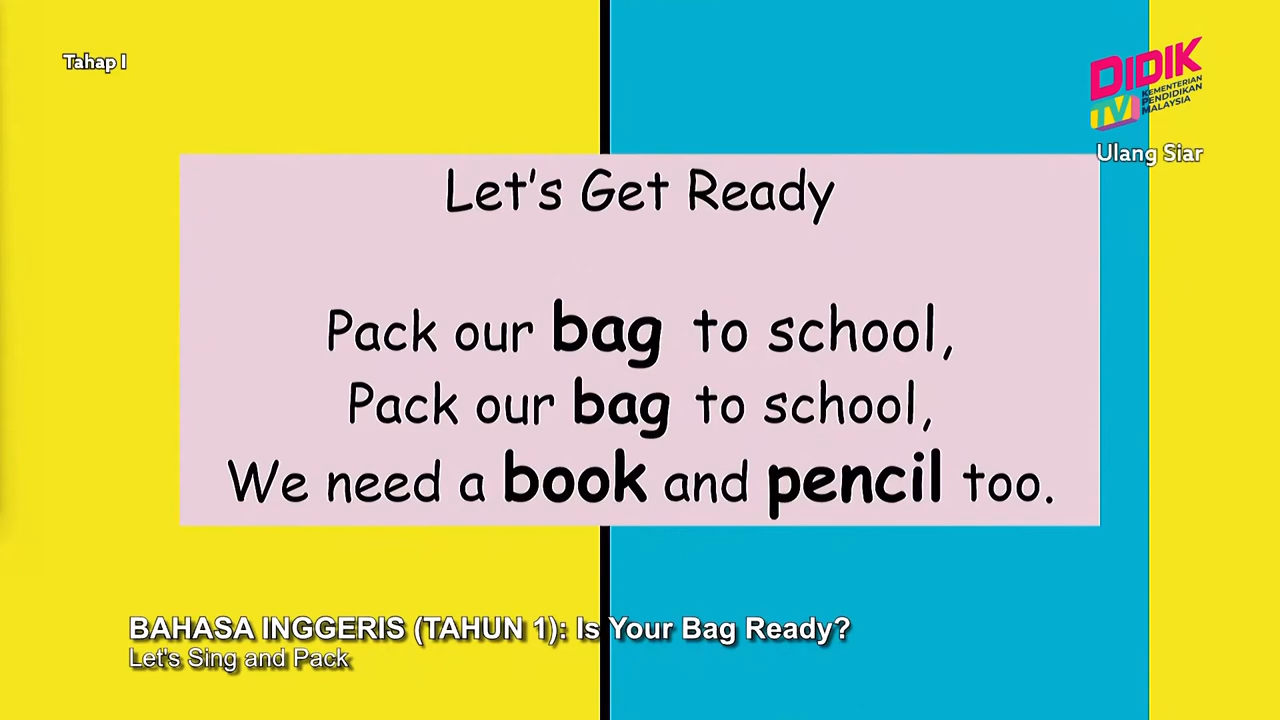 Tahap I
DIDIK
TV
KEMENTERIAN
PENDIDIKAN
MALAYSIA
Ulang Siar
Let's Get Ready
Pack our bag to school,
Pack our bag to school,
We need a book and pencil too.
BAHASA INGGERIS (TAHUN 1): Is Your Bag Ready?
Let's Sing and Pack